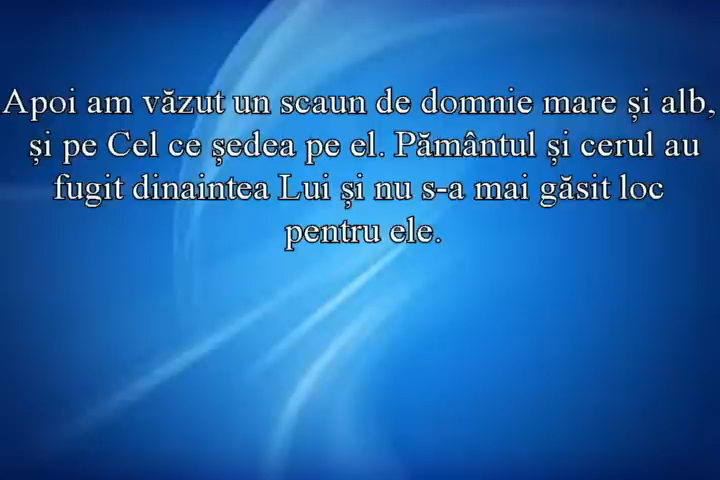 Apoi am văzut un scaun de domnie mare și alb,
și pe Cel ce ședea pe el. Pământul și cerul au
fugit dinaintea Lui și nu s-a mai găsit loc
pentru ele.